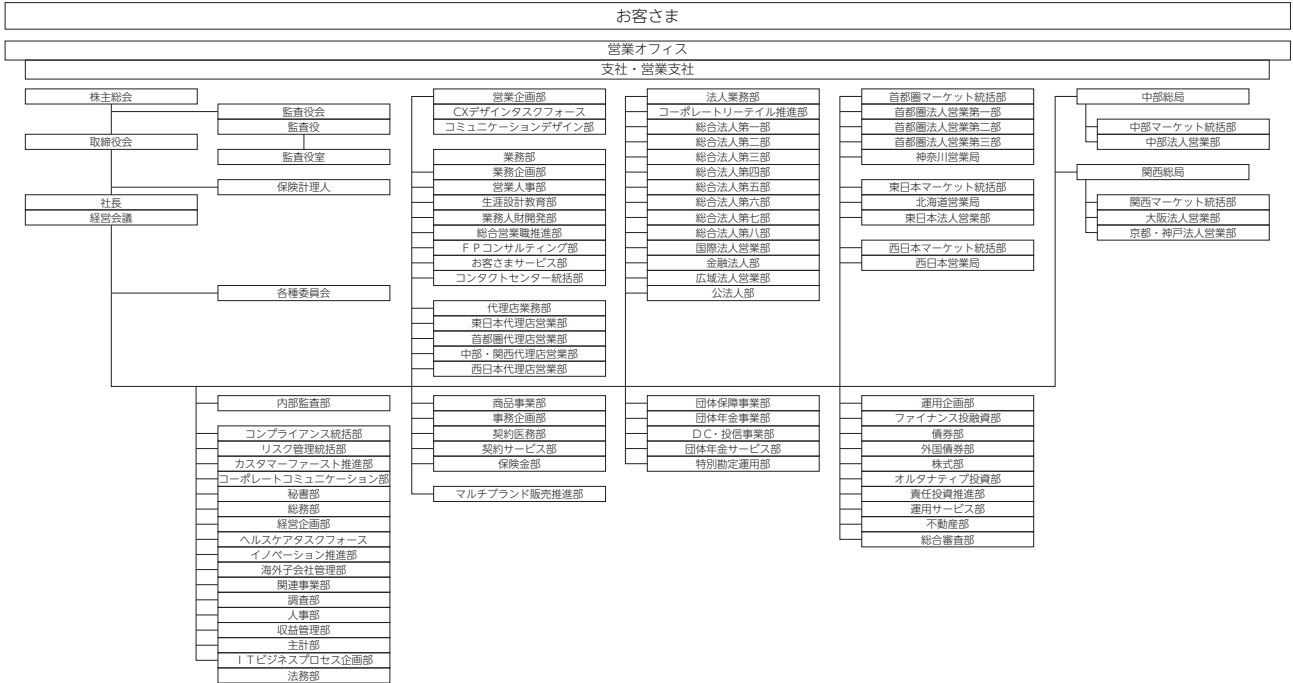 お客さま
営業オフィス
支社・営業支社
株主総会
監査役会
監査役
取締役会
監査役室
保険計理人
社長
経営会議
各種委員会
営業企画部
CXデザインタスクフォース
コミュニケーションデザイン部
業務部
業務企画部
営業人事部
生涯設計教育部
業務人財開発部
総合営業職推進部
ＦＰコンサルティング部
お客さまサービス部
コンタクトセンター統括部
代理店業務部
東日本代理店営業部
首都圏代理店営業部
中部・関西代理店営業部
西日本代理店営業部
法人業務部
コーポレートリーテイル推進部
総合法人第一部
総合法人第二部
総合法人第三部
総合法人第四部
総合法人第五部
総合法人第六部
総合法人第七部
総合法人第八部
国際法人営業部
金融法人部
広域法人営業部
公法人部
首都圏マーケット統括部
首都圏法人営業第一部
首都圏法人営業第二部
首都圏法人営業第三部
神奈川営業局
東日本マーケット統括部
北海道営業局
東日本法人営業部
西日本マーケット統括部
西日本営業局
中部総局
中部マーケット統括部
中部法人営業部
関西総局
関西マーケット統括部
大阪法人営業部
京都・神戸法人営業部
内部監査部
コンプライアンス統括部
リスク管理統括部
カスタマーファースト推進部
コーポレートコミュニケーション部
秘書部
総務部
経営企画部
ヘルスケアタスクフォース
イノベーション推進部
海外子会社管理部
関連事業部
調査部
人事部
収益管理部
主計部
ＩＴビジネスプロセス企画部
法務部
商品事業部
事務企画部
契約医務部
契約サービス部
保険金部
マルチブランド販売推進部
団体保障事業部
団体年金事業部
ＤＣ・投信事業部
団体年金サービス部
特別勘定運用部
運用企画部
ファイナンス投融資部
債券部
外国債券部
株式部
オルタナティブ投資部
責任投資推進部
運用サービス部
不動産部
総合審査部